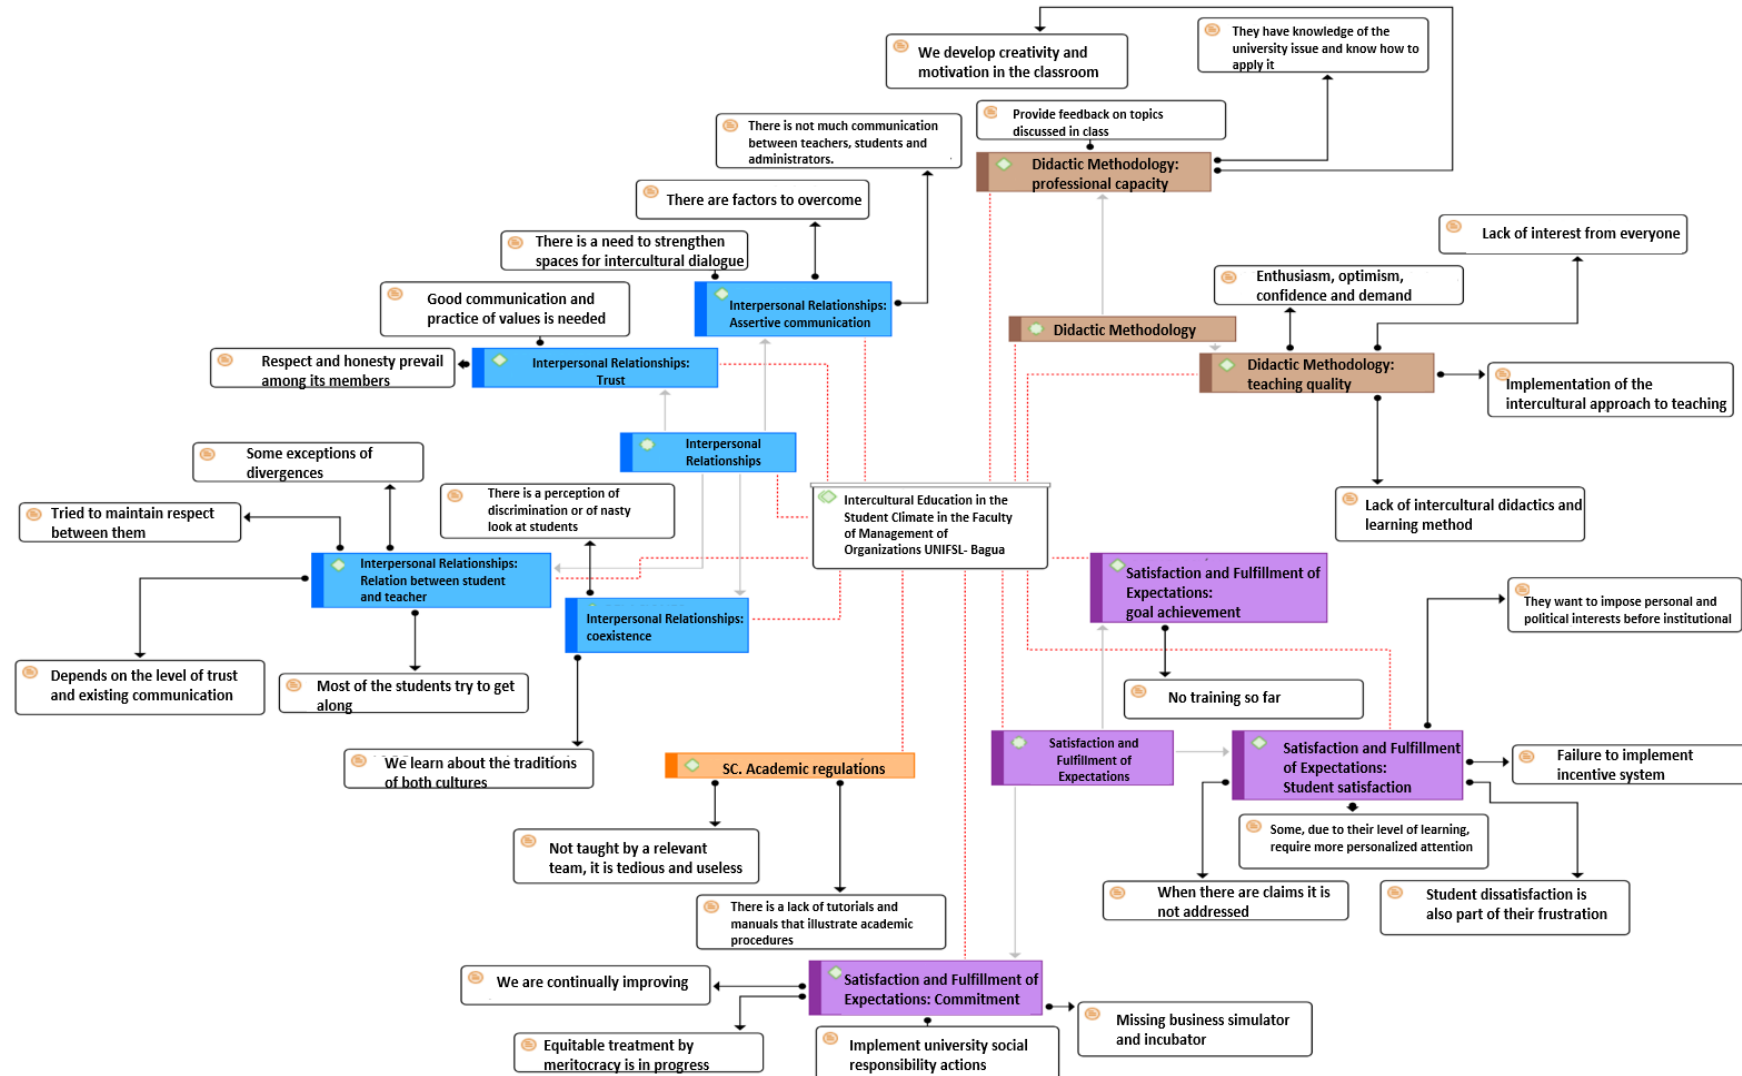 We develop creativity and
motivation in the classroom
They have knowledge of the
university issue and know how to
apply it
Provide feedback on topics
discussed in class
There is not much communication
between teachers, students and
administrators.
Didactic Methodology:
professional capacity
There are factors to overcome
Lack of interest from everyone
There is a need to strengthen
spaces for intercultural dialogue
Enthusiasm, optimism,
confidence and demand
Good communication and
practice of values is needed
Interpersonal Relationships:
Assertive communication
Didactic Methodology
Respect and honesty prevail
among its members
Interpersonal Relationships:
Trust
Didactic Methodology:
teaching quality
Implementation of the
intercultural approach to teaching
Interpersonal
Relationships
Some exceptions of
divergences
There is a perception of
discrimination or of nasty
look at students
Intercultural Education in the
Student Climate in the Faculty
of Management of
Organizations UNIFSL- Bagua
Lack of intercultural didactics and
learning method
Tried to maintain respect
between them
Interpersonal Relationships:
Relation between student
and teacher
Satisfaction and Fulfillment of
Expectations:
goal achievement
Interpersonal Relationships:
coexistence
They want to impose personal and
political interests before institutional
Depends on the level of trust
and existing communication
Most of the students try to get
along
No training so far
We learn about the traditions
of both cultures
SC. Academic regulations
Satisfaction and
Fulfillment of
Expectations
Satisfaction and Fulfillment
of Expectations:
Student satisfaction
Failure to implement
incentive system
Not taught by a relevant
team, it is tedious and useless
Some, due to their level of learning,
require more personalized attention
There is a lack of tutorials and
manuals that illustrate academic
procedures
When there are claims it is
not addressed
Student dissatisfaction is
also part of their frustration
We are continually improving
Satisfaction and Fulfillment of
Expectations: Commitment
Missing business simulator
and incubator
Equitable treatment by
meritocracy is in progress
Implement university social
responsibility actions